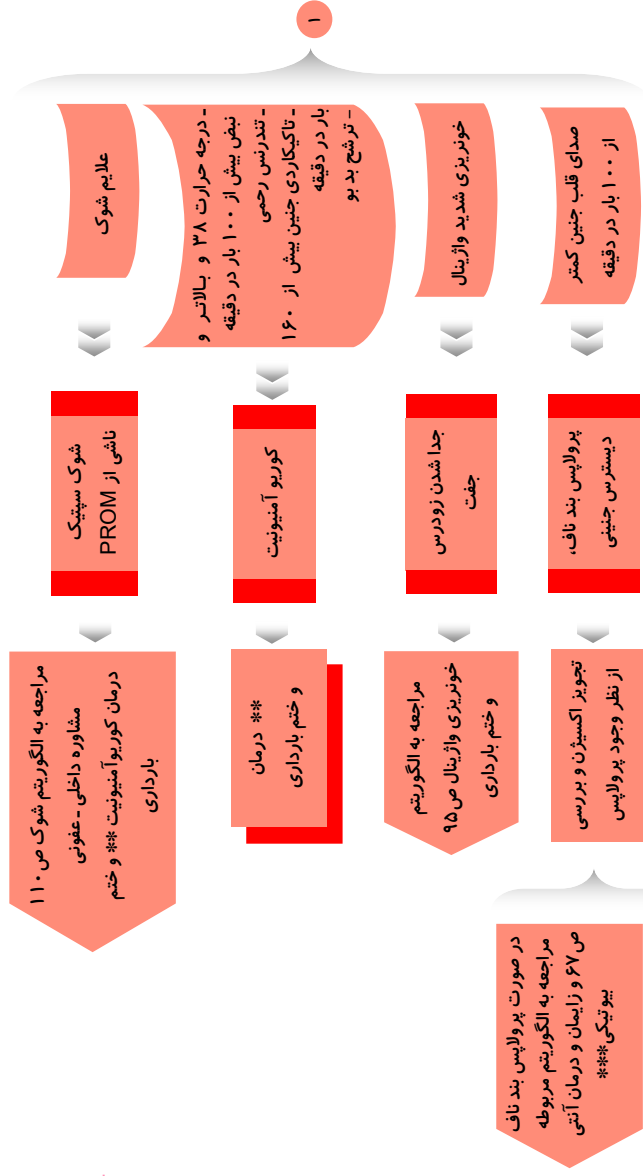 ۱
علایم شوک
- درجه حرارت ۳۸ و بالاتر و
نبض بیش از ۱۰۰ بار در دقیقه
- تندرنس رحمی
- تاکیکاردی جنین بیش از ۱۶۰
بار در دقیقه
- ترشح بد بو
خونریزی شدید واژینال
صدای قلب جنین کمتر
از ۱۰۰ بار در دقیقه
شوک سپتیک
ناشی از PROM
کوریو آمنیونیت
جدا شدن زودرس
جفت
پرولاپس بند ناف،
دیسترس جنینی
مراجعه به الگوریتم شوک ص۱۱۰
مشاوره داخلی - عفونی
درمان کوریوآمنیونیت ** و ختم
بارداری
** درمان
و ختم بارداری
مراجعه به الگوریتم
خونریزی واژینال ص۹۵
و ختم بارداری
تجویز اکسیژن و بررسی
از نظر وجود پرولاپس
در صورت پرولاپس بند ناف
مراجعه به الگوریتم مربوطه
ص۶۷ و زایمان و درمان آنتی
بیوتیکی***